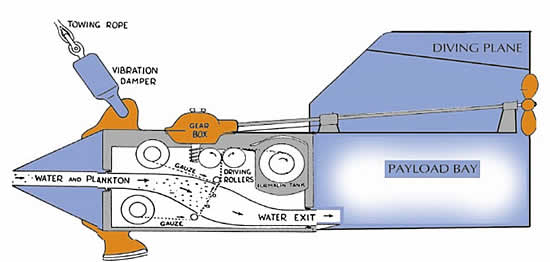 TOWING ROPE
DIVING PLANE
VIBRATION
DAMPER
GEAR
BOX
GAUZE
DRIVING
ROLLERS
WATER AND PLANKTON
FORMALIN TANK
PAYLOAD BAY
GAUZE
WATER EXIT